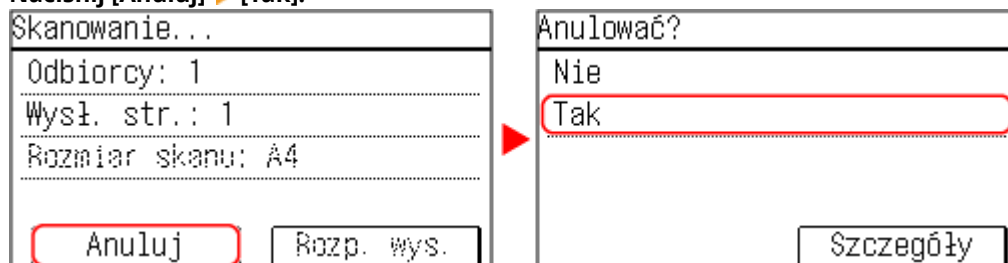 Naciśnij [Anuluj] [Tak].
Skanowanie...
Odbiorcy: 1
Wysł. str.: 1
Rozmiar skanu: A4
Anuluj
Rozp. wys.
Anulować?
Nie
Tak
Szczegóły